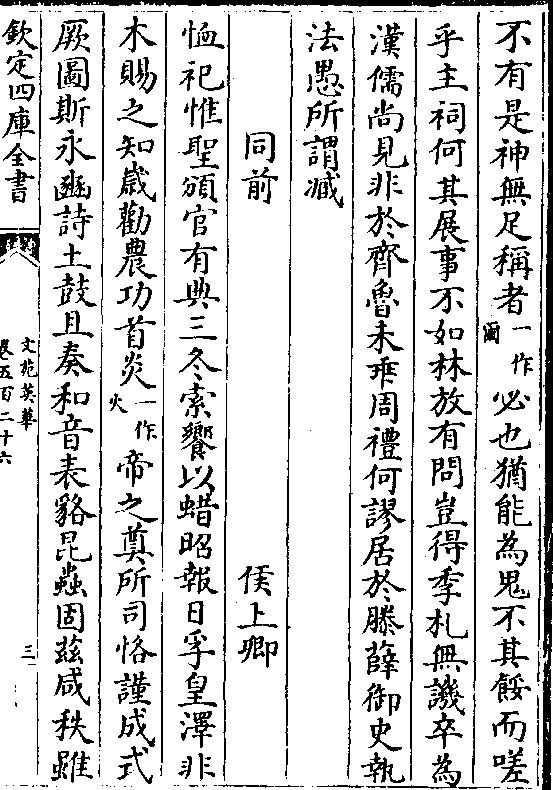 不有是神無足稱者一作闕必也猶能為鬼不其餒而嗟
乎主祠何其展事不如林放有問豈得季札無譏卒為
漢儒尚見非於齊魯未乖周禮何謬居於滕薛御史執
法愚所謂臧
同前 侯上卿
恤祀惟聖頒官有典三冬索饗以蜡昭報日孚皇澤非
木賜之知歲勸農功首炎一作火帝之奠所司恪謹成式
厥圖斯永豳詩土鼓且奏和音表貉昆蟲固茲咸秩雖
欽定四庫全書
文苑英華
卷五百二十六
三